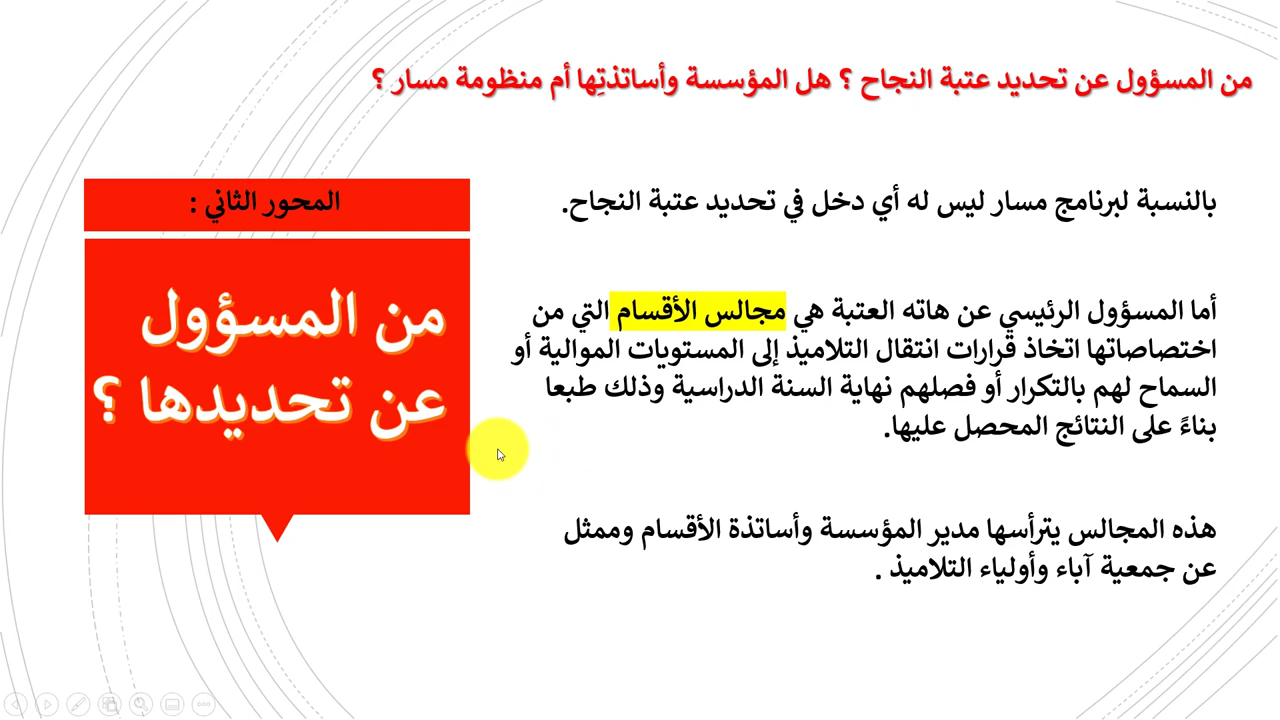 من المسؤول عن تحديد عتبة النجاح ؟ هل المؤسسة وأساتذتِها أم منظومة مسار ؟
المحور الثاني :
من المسؤول
عن تحديدها ؟
بالنسبة لبرنامج مسار ليس له أي دخل في تحديد عتبة النجاح.
أما المسؤول الرئيسي عن هاته العتبة هي مجالس الأقسام التي من
اختصاصاتها اتخاذ قرارات انتقال التلاميذ إلى المستويات الموالية أو
السماح لهم بالتكرار أو فصلهم نهاية السنة الدراسية وذلك طبعا
بناءً على النتائج المحصل عليها.
هذه المجالس يترأسها مدير المؤسسة وأساتذة الأقسام وممثل
عن جمعية آباء وأولياء التلاميذ .